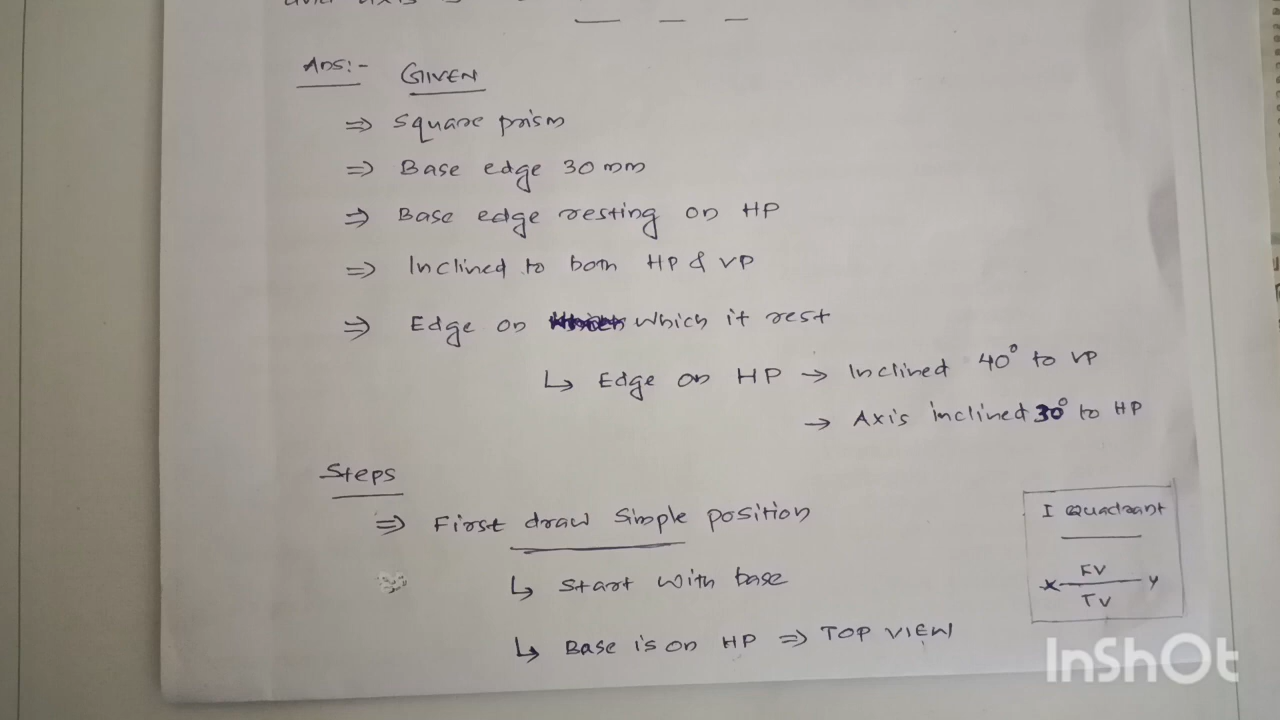 Ans:- GIVEN
⇒ Square prism
⇒ Base edge 30 mm
⇒ Base edge resting on HP
⇒ Inclined to both HP & VP
⇒ Edge on which it rest
↳ Edge on HP → Inclined 40° to VP
→ Axis inclined 30° to HP
Steps
⇒ First draw simple position
↳ Start with base
↳ Base is on HP ⇒ TOP VIEW
I Quadrant
FV
X Y
TV
InShOt